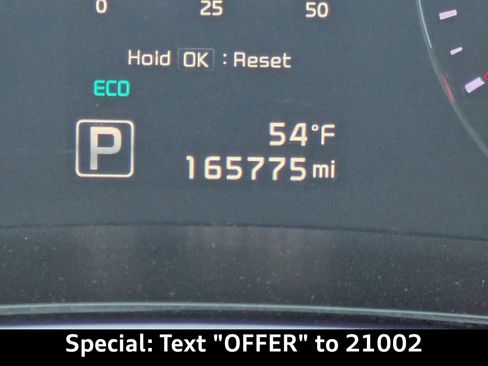 0 25 50
Hold OK : Reset
ECO
P 54°F
165775 mi
Special: Text "OFFER" to 21002